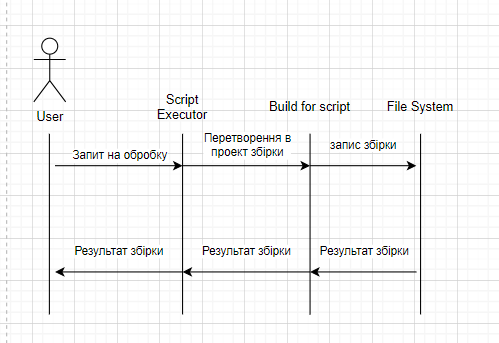 User
Script
Executor
Build for script
File System
Запит на обробку
Перетворення в
проект збірки
запис збірки
Результат збірки
Результат збірки
Результат збірки